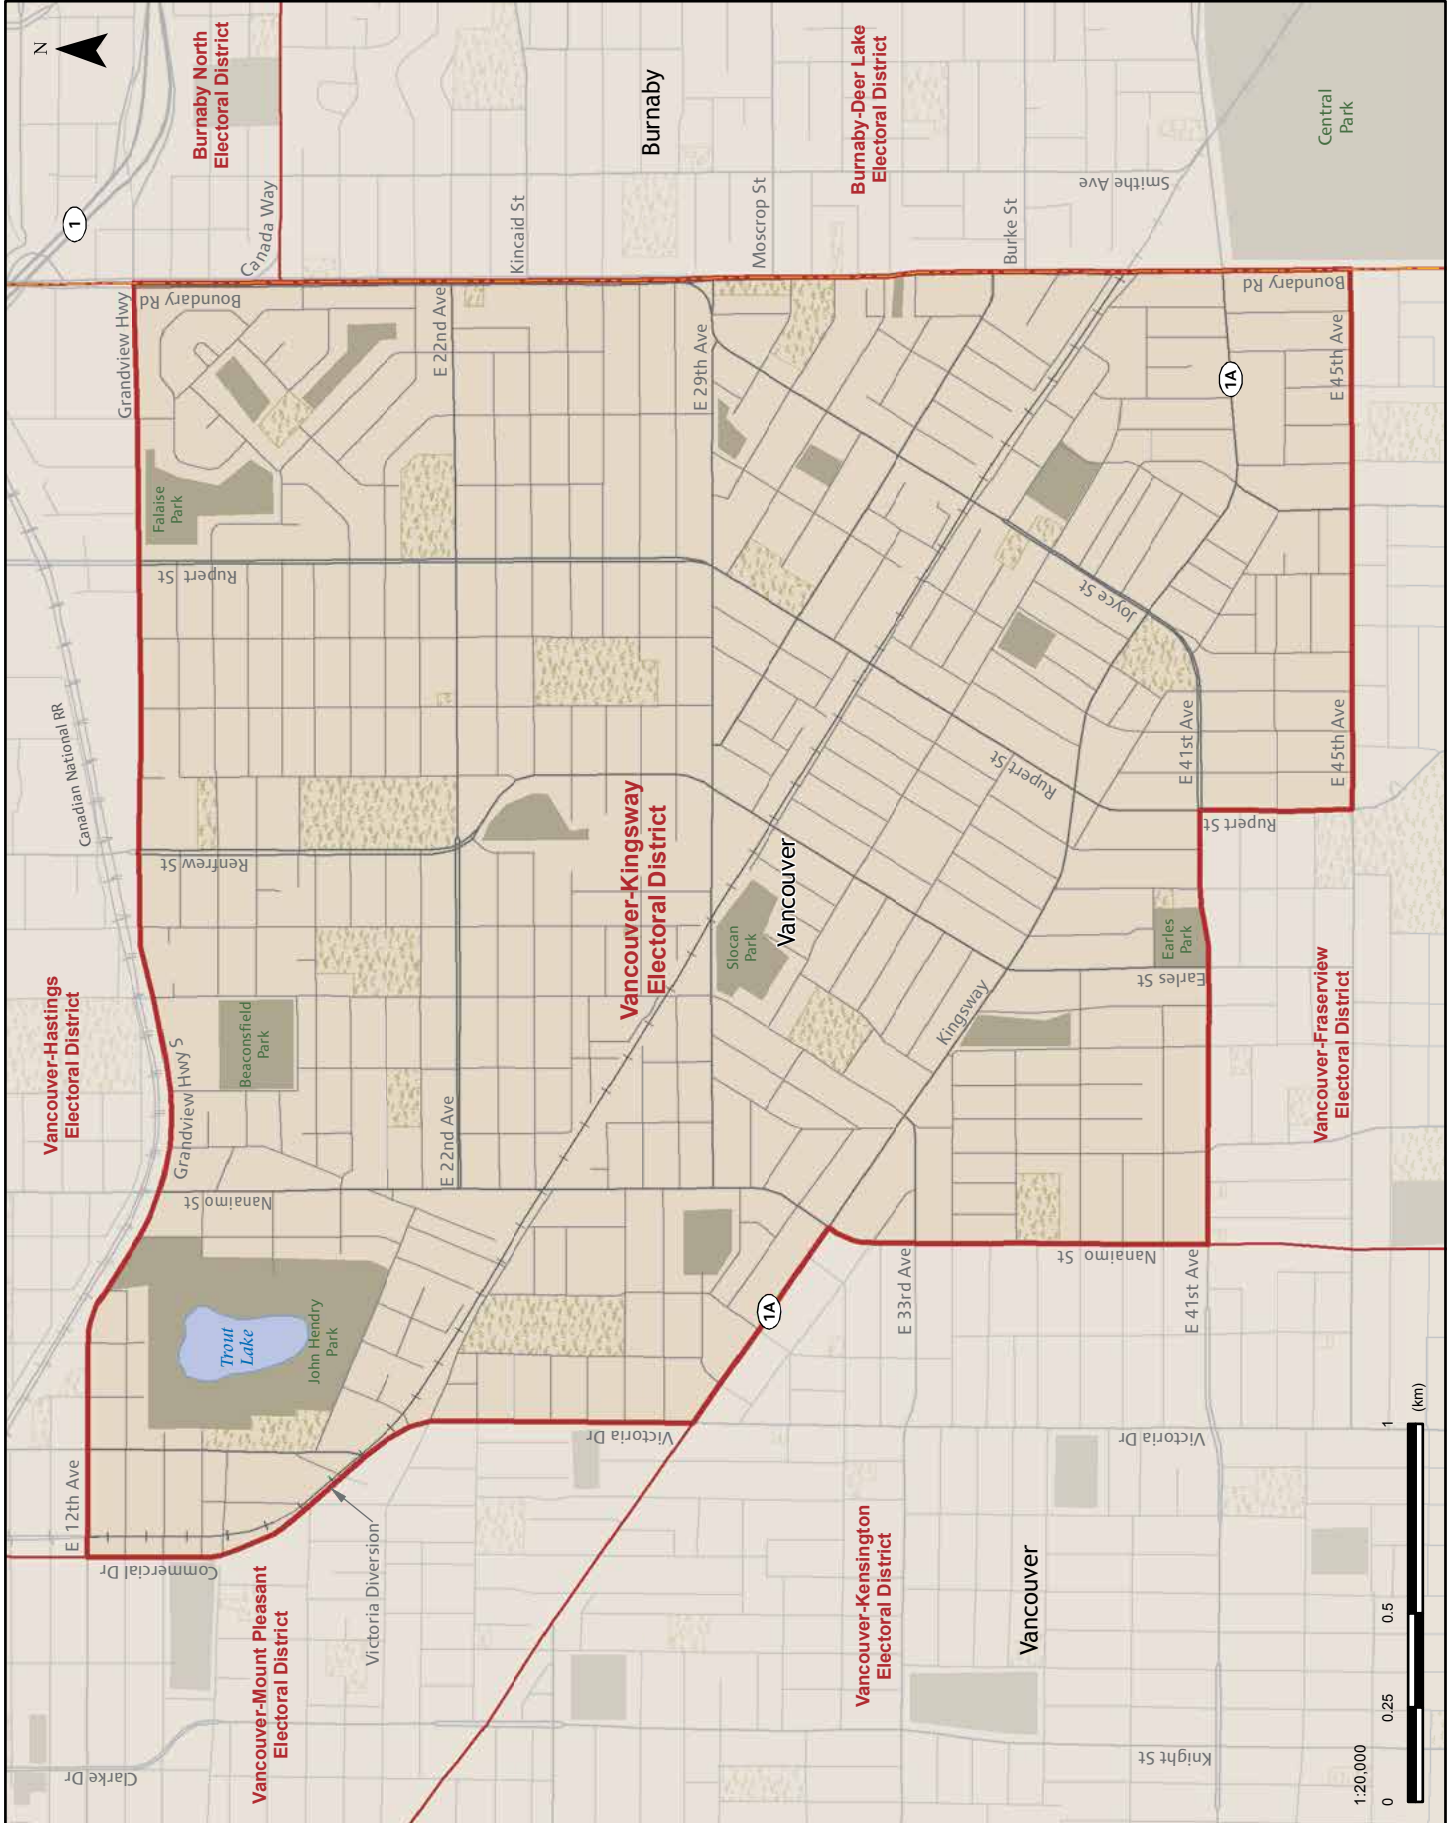 N
1
Burnaby North
Electoral District
Burnaby
Burnaby-Deer Lake
Electoral District
Central
Park
Canada Way
Kincaid St
Moscrop St
Burke St
Smithe Ave
Grandview Hwy
Boundary Rd
E 22nd Ave
E 29th Ave
Boundary Rd
E 45th Ave
1A
Falaise
Park
Rupert St
Joyce St
Canadian National RR
Renfrew St
Vancouver-Kingsway
Electoral District
Vancouver
Rupert St
E 41st Ave
E 45th Ave
Rupert St
Slocan
Park
Earles
Park
Earles St
Kingsway
Vancouver-Hastings
Electoral District
Beaconsfield
Park
Grandview Hwy S
E 22nd Ave
Nanaimo St
Vancouver-Fraserview
Electoral District
Trout
Lake
John Hendry
Park
1A
E 33rd Ave
Nanaimo St
E 41st Ave
E 12th Ave
Commercial Dr
Victoria Dr
Victoria Dr
Victoria Diversion
Vancouver-Mount Pleasant
Electoral District
Vancouver-Kensington
Electoral District
Vancouver
Clarke Dr
Knight St
1:20,000
0 0.25 0.5 1
(km)